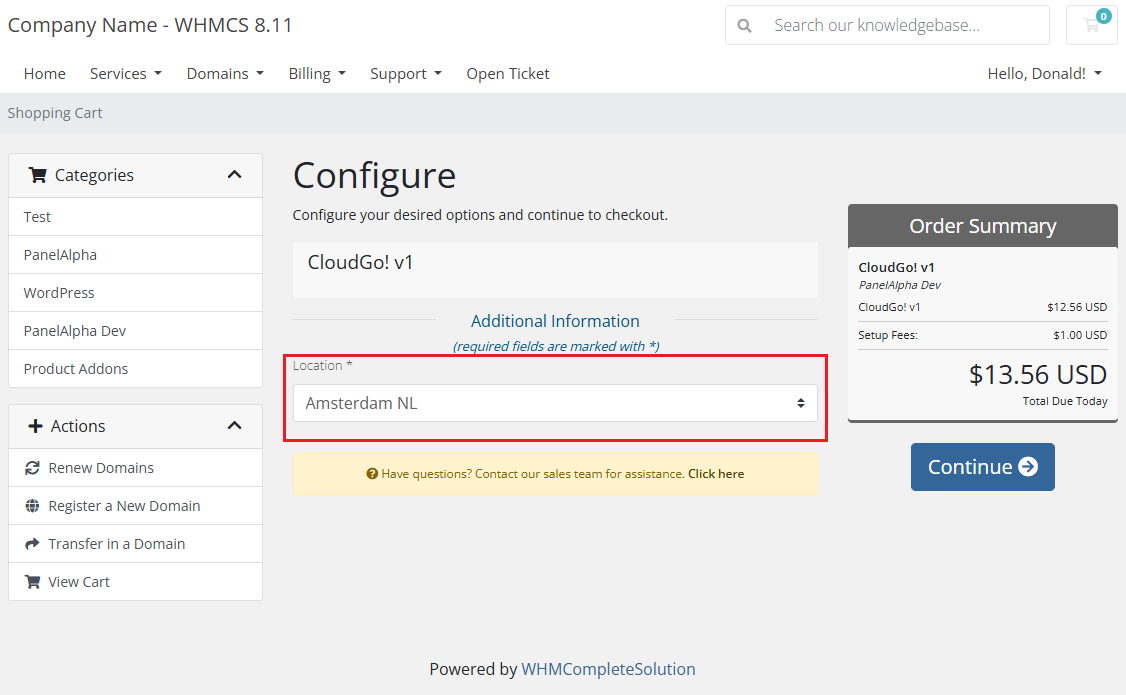 Company Name - WHMCS 8.11
Search our knowledgebase...
0
Home Services Domains Billing Support Open Ticket Hello, Donald!
Shopping Cart
Categories
Test
PanelAlpha
WordPress
PanelAlpha Dev
Product Addons
Actions
Renew Domains
Register a New Domain
Transfer in a Domain
View Cart
Configure
Configure your desired options and continue to checkout.
CloudGo! v1
Additional Information
(required fields are marked with *)
Location *
Amsterdam NL
Have questions? Contact our sales team for assistance. Click here
Order Summary
CloudGo! v1
PanelAlpha Dev
CloudGo! v1 $12.56 USD
Setup Fees: $1.00 USD
$13.56 USD
Total Due Today
Continue
Powered by WHMCompleteSolution